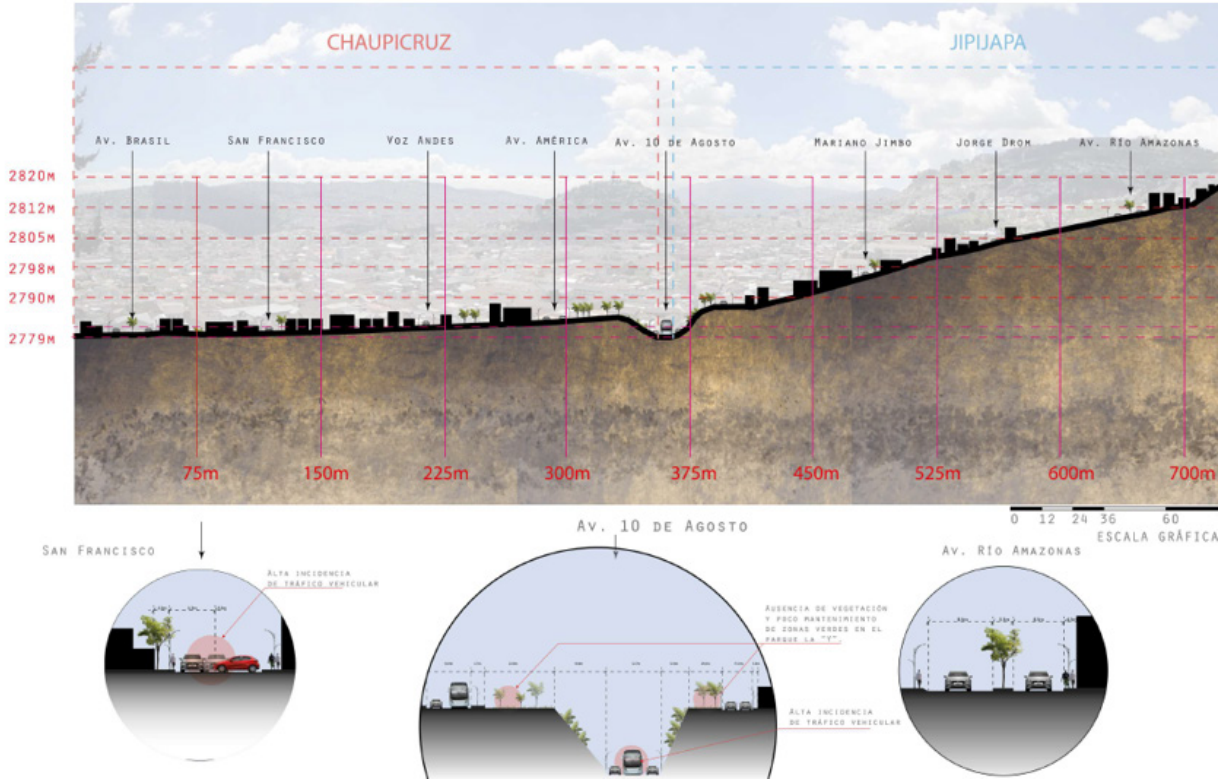 CHAUPICRUZ
JIPIJAPA
Av. Brasil
San Francisco
Voz Andes
Av. América
Av. 10 de Agosto
Mariano Jimbo
Jorge Drom
Av. Río Amazonas
2820m
2812m
2805m
2798m
2790m
2779m
75m
150m
225m
300m
375m
450m
525m
600m
700m
0 12 24 36 60
ESCALA GRÁFICA
San Francisco
Av. 10 de Agosto
Av. Río Amazonas
Alta incidencia
de tráfico vehicular
Ausencia de vegetación
y poco mantenimiento
de zonas verdes en el
parque la "Y".
Alta incidencia
de tráfico vehicular